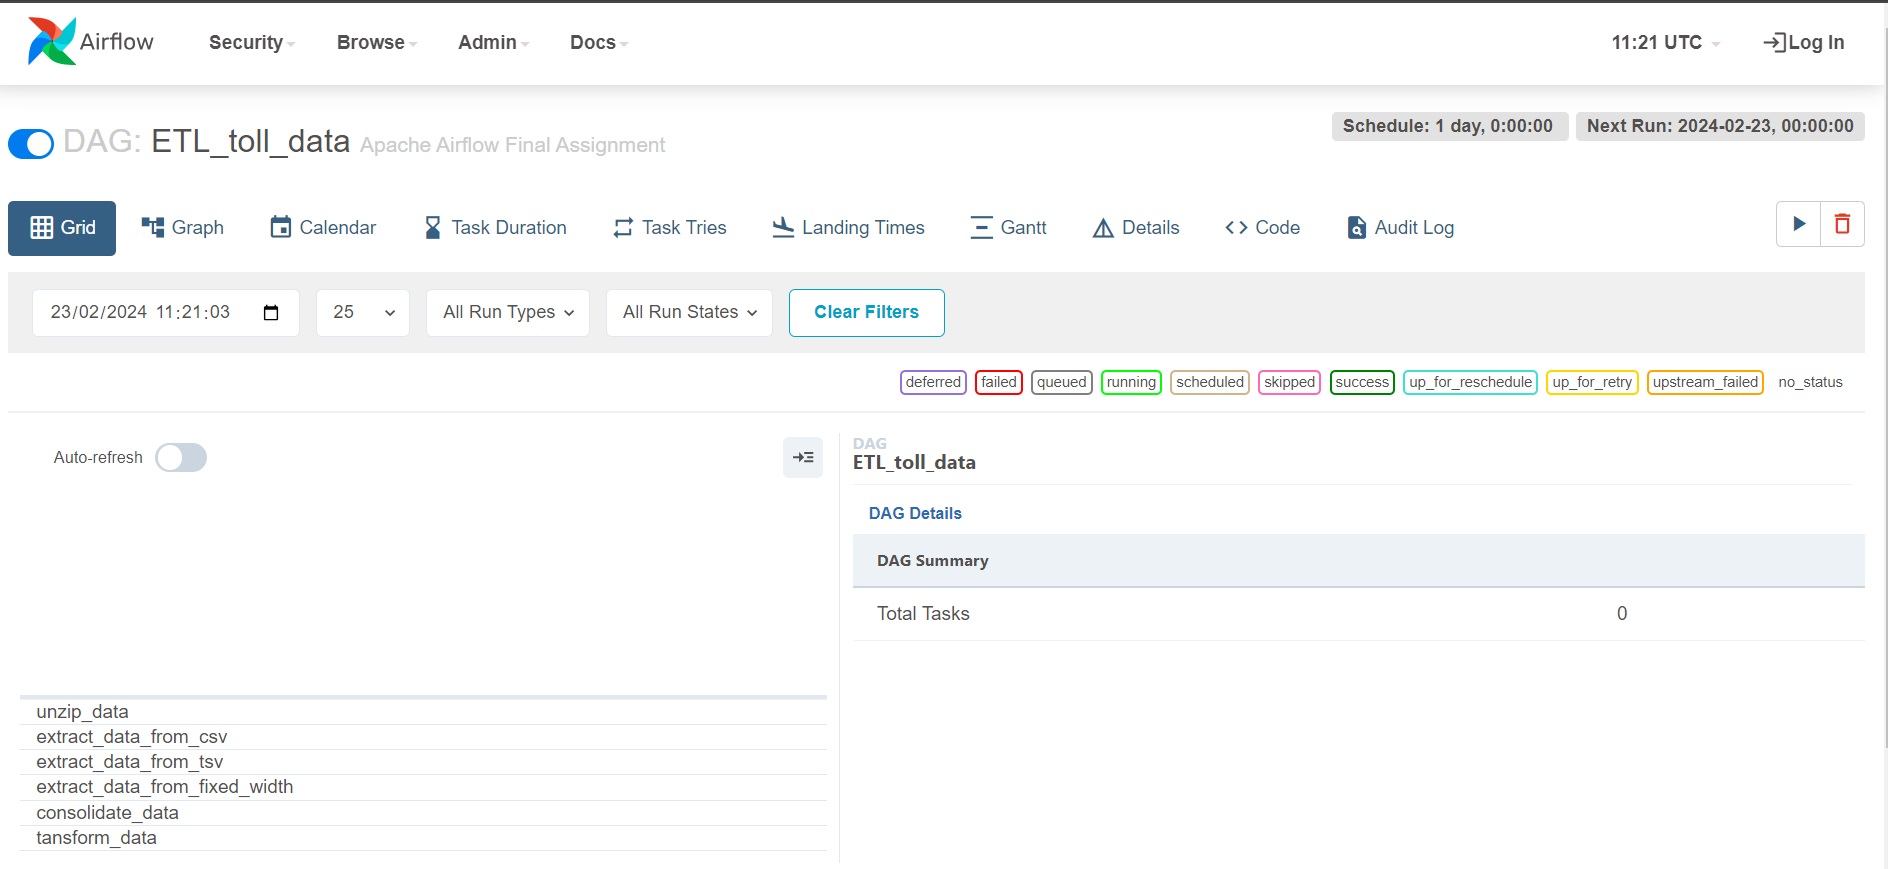 Airflow Security Browse Admin Docs 11:21 UTC Log In
DAG: ETL_toll_data Apache Airflow Final Assignment Schedule: 1 day, 0:00:00 Next Run: 2024-02-23, 00:00:00
Grid Graph Calendar Task Duration Task Tries Landing Times Gantt Details Code Audit Log
23/02/2024 11:21:03 25 All Run Types All Run States Clear Filters
deferred failed queued running scheduled skipped success up_for_reschedule up_for_retry upstream_failed no_status
Auto-refresh
DAG
ETL_toll_data
DAG Details
DAG Summary
Total Tasks 0
unzip_data
extract_data_from_csv
extract_data_from_tsv
extract_data_from_fixed_width
consolidate_data
tansform_data